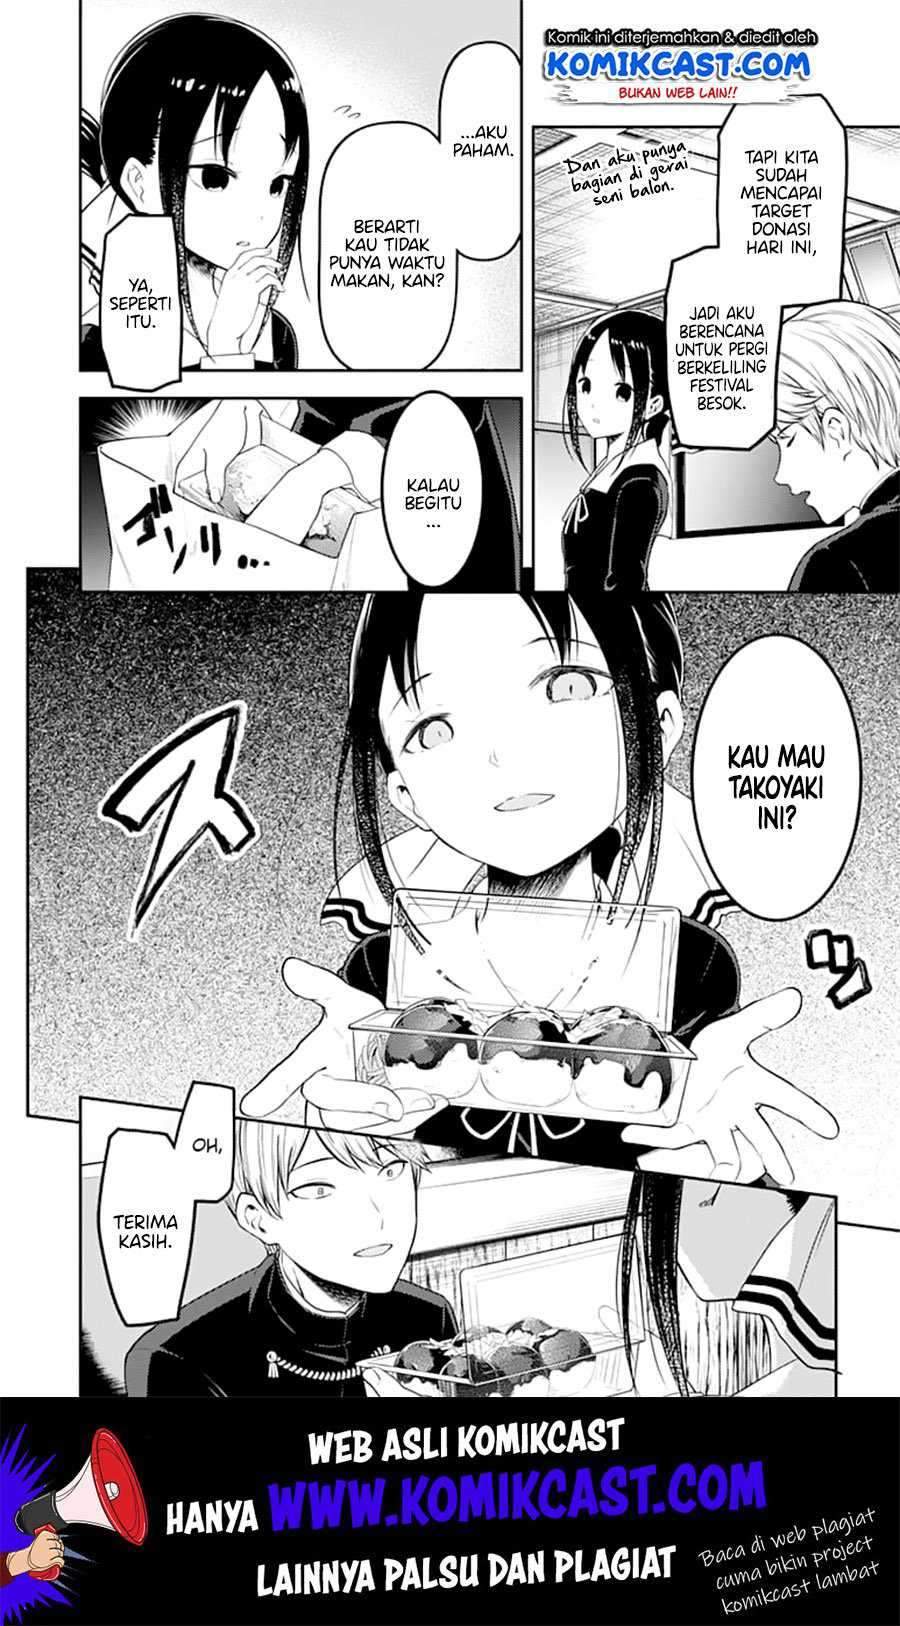 Komik ini diterjemahkan & diedit oleh
KOMIKCAST.COM
BUKAN WEB LAIN!!
TAPI KITA
SUDAH
MENCAPAI
TARGET
DONASI
HARI INI,
Dan aku punya
bagian di gerai
seni balon.
JADI AKU
BERENCANA
UNTUK PERGI
BERKELILING
FESTIVAL
BESOK.
...AKU
PAHAM.
BERARTI
KAU TIDAK
PUNYA WAKTU
MAKAN, KAN?
YA,
SEPERTI
ITU.
KALAU
BEGITU
...
KAU MAU
TAKOYAKI
INI?
OH,
TERIMA
KASIH.
WEB ASLI KOMIKCAST
HANYA WWW.KOMIKCAST.COM
LAINNYA PALSU DAN PLAGIAT
Baca di web plagiat
cuma bikin project
komikcast lambat